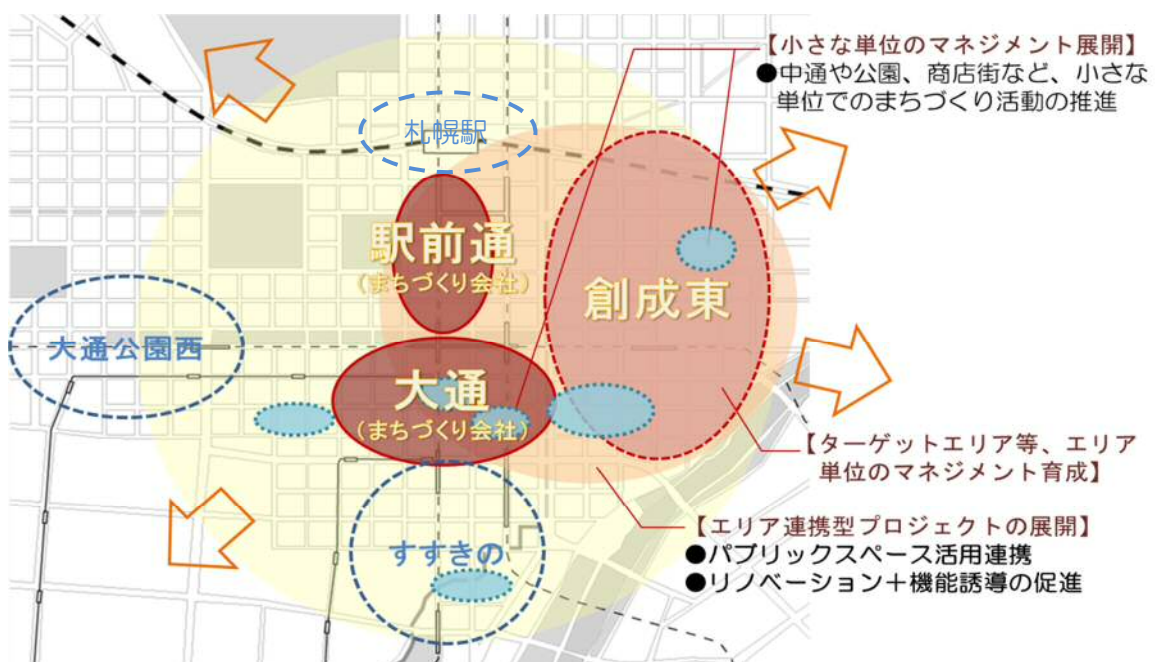 【小さな単位のマネジメント展開】
●中通や公園、商店街など、小さな
単位でのまちづくり活動の推進
札幌駅
駅前通
(まちづくり会社)
創成東
大通公園西
大通
(まちづくり会社)
【ターゲットエリア等、エリア
単位のマネジメント育成】
すすきの
【エリア連携型プロジェクトの展開】
●パブリックスペース活用連携
●リノベーション＋機能誘導の促進